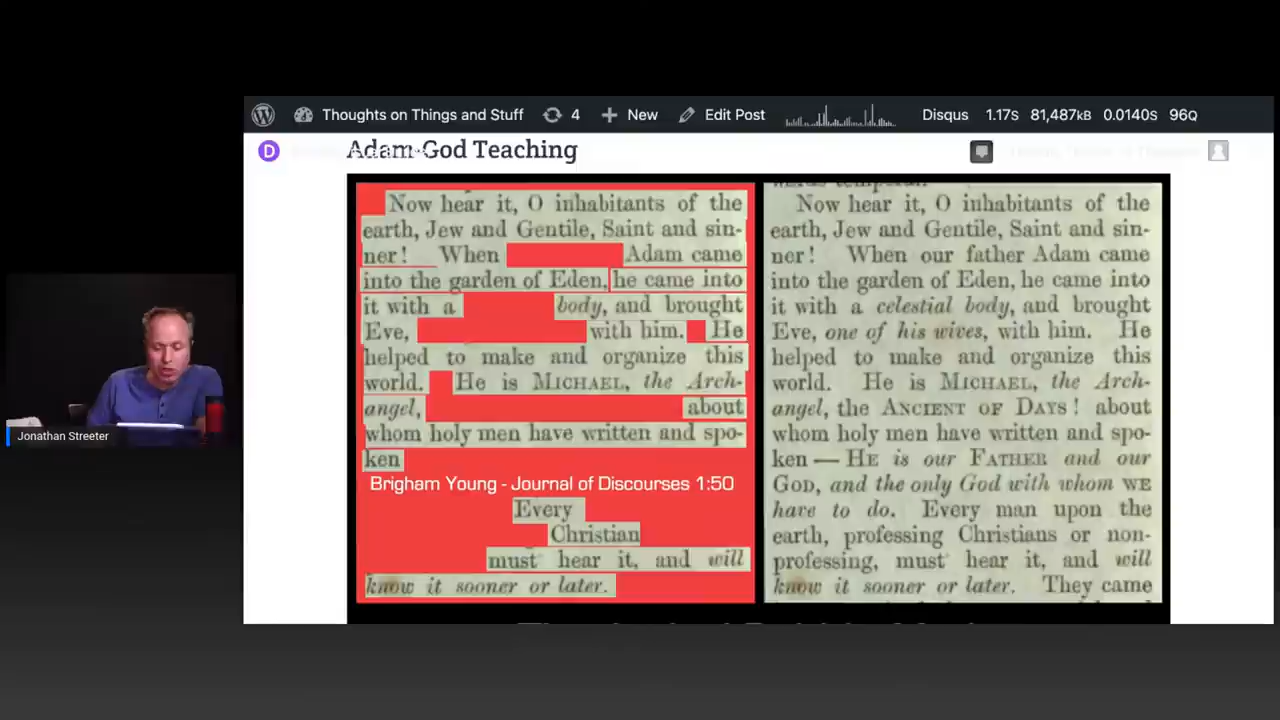 Thoughts on Things and Stuff 4 New Edit Post Disqus 1.17s 81,487kB 0.0140s 96Q
D
Adam-God Teaching
Now hear it, O inhabitants of the
earth, Jew and Gentile, Saint and sin-
ner! When Adam came
into the garden of Eden, he came into
it with a body, and brought
Eve, with him. He
helped to make and organize this
world. He is MICHAEL, the Arch-
angel, about
whom holy men have written and spo-
ken
Brigham Young - Journal of Discourses 1:50
Every
Christian
must hear it, and will
know it sooner or later.
Now hear it, O inhabitants of the
earth, Jew and Gentile, Saint and sin-
ner! When our father Adam came
into the garden of Eden, he came into
it with a celestial body, and brought
Eve, one of his wives, with him. He
helped to make and organize this
world. He is MICHAEL, the Arch-
angel, the ANCIENT OF DAYS! about
whom holy men have written and spo-
ken — HE is our FATHER and our
GOD, and the only God with whom WE
have to do. Every man upon the
earth, professing Christians or non-
professing, must hear it, and will
know it sooner or later. They came
Jonathan Streeter